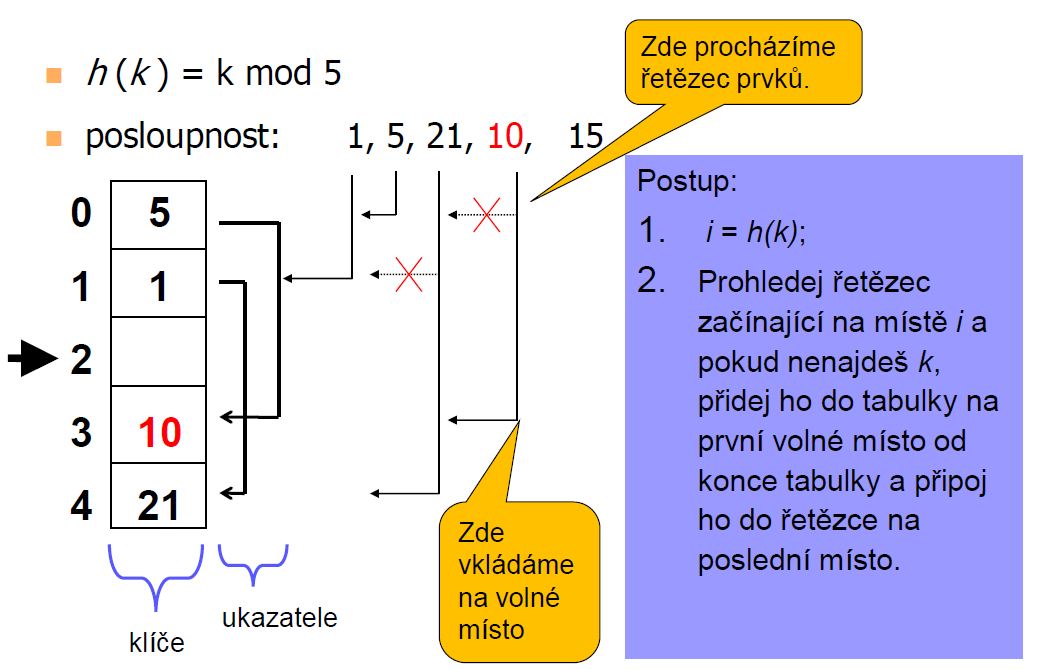 h (k ) = k mod 5
posloupnost: 1, 5, 21, 10, 15
Zde procházíme
řetězec prvků.
0 5
1 1
2
3 10
4 21
klíče
ukazatele
Zde
vkládáme
na volné
místo
Postup:
1. i = h(k);
2. Prohledej řetězec
začínající na místě i a
pokud nenajdeš k,
přidej ho do tabulky na
první volné místo od
konce tabulky a připoj
ho do řetězce na
poslední místo.